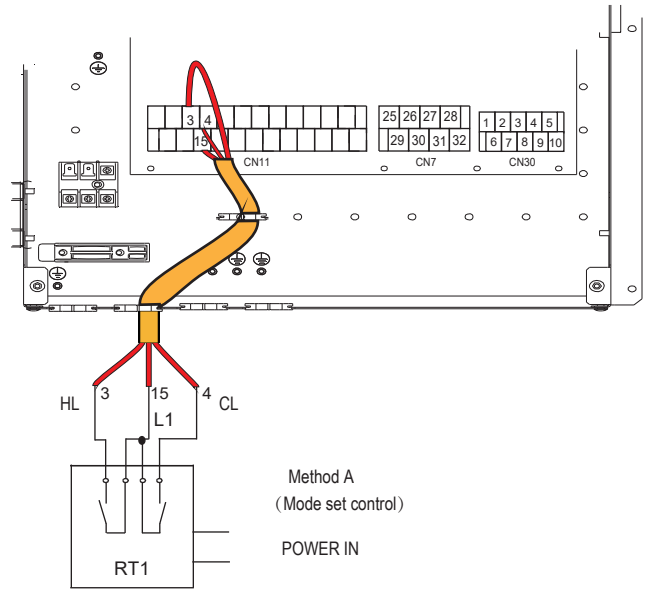 3 4 25 26 27 28 1 2 3 4 5
15 29 30 31 32 6 7 8 9 10
CN11 CN7 CN30
3 15 4
HL L1 CL
Method A
(Mode set control)
POWER IN
RT1